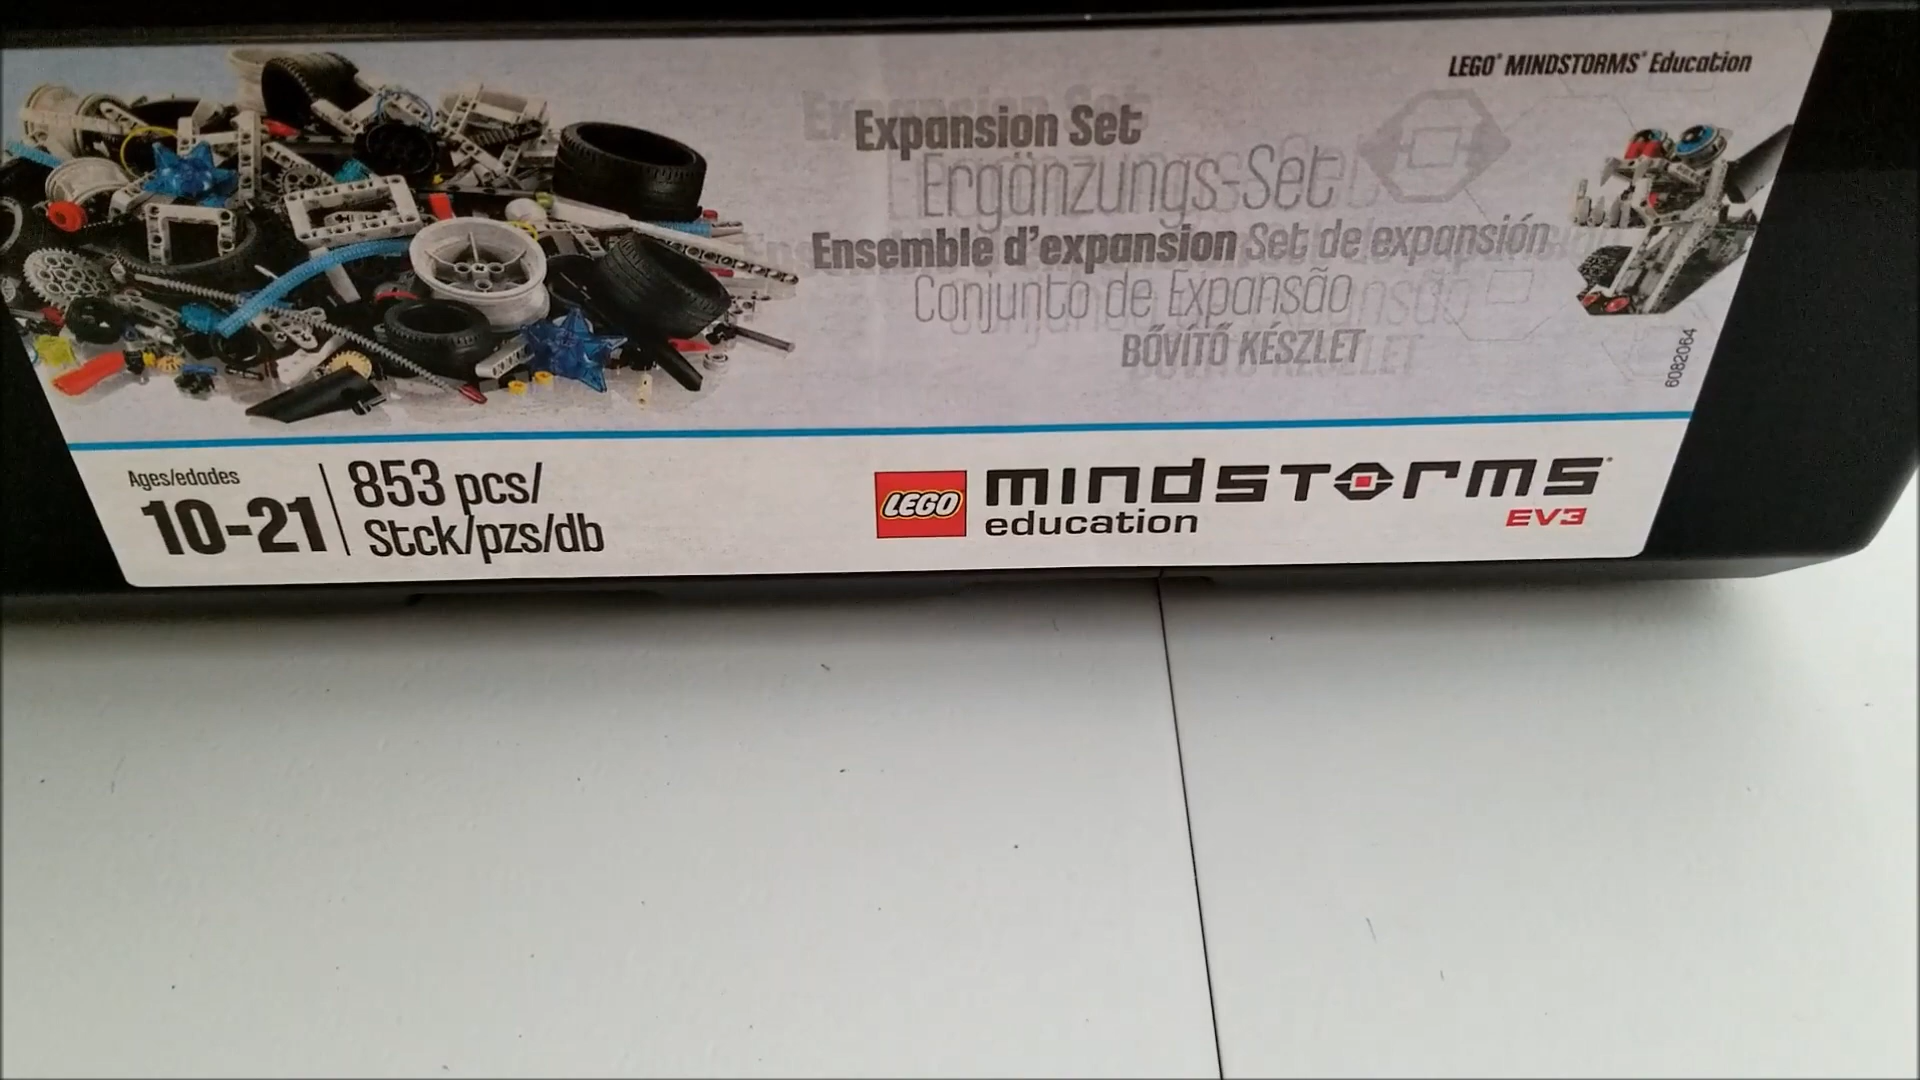 LEGO® MINDSTORMS® Education
Expansion Set
Ergänzungs-Set
Ensemble d'expansion Set de expansión
Conjunto de Expansão
BŐVÍTŐ KÉSZLET
6082064
Ages/edades
10-21
853 pcs/
Stck/pzs/db
LEGO mindstorms
education
EV3